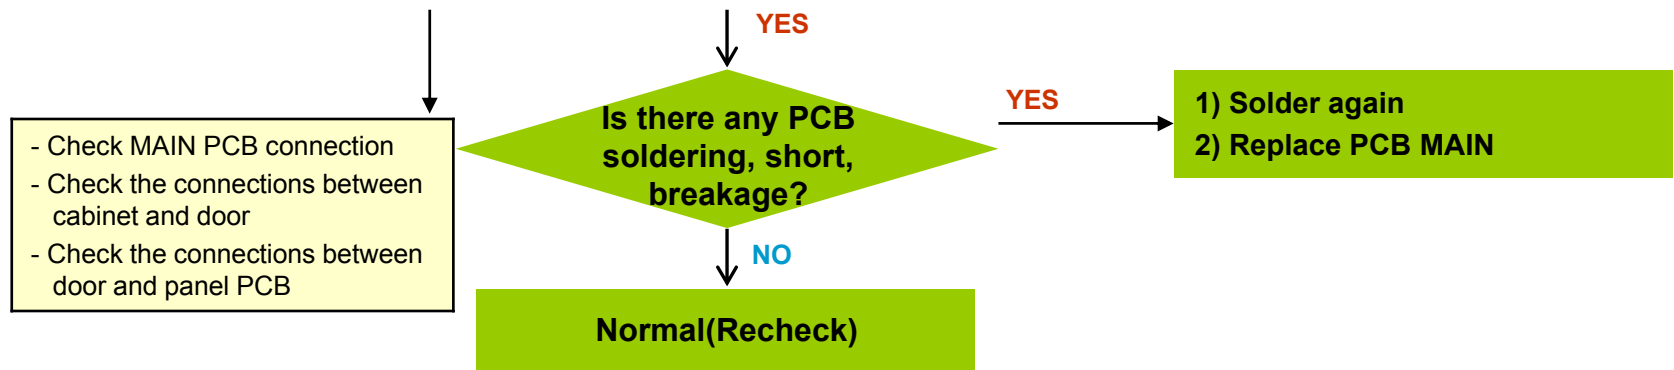 YES
- Check MAIN PCB connection
- Check the connections between
cabinet and door
- Check the connections between
door and panel PCB
Is there any PCB
soldering, short,
breakage?
YES
1) Solder again
2) Replace PCB MAIN
NO
Normal(Recheck)